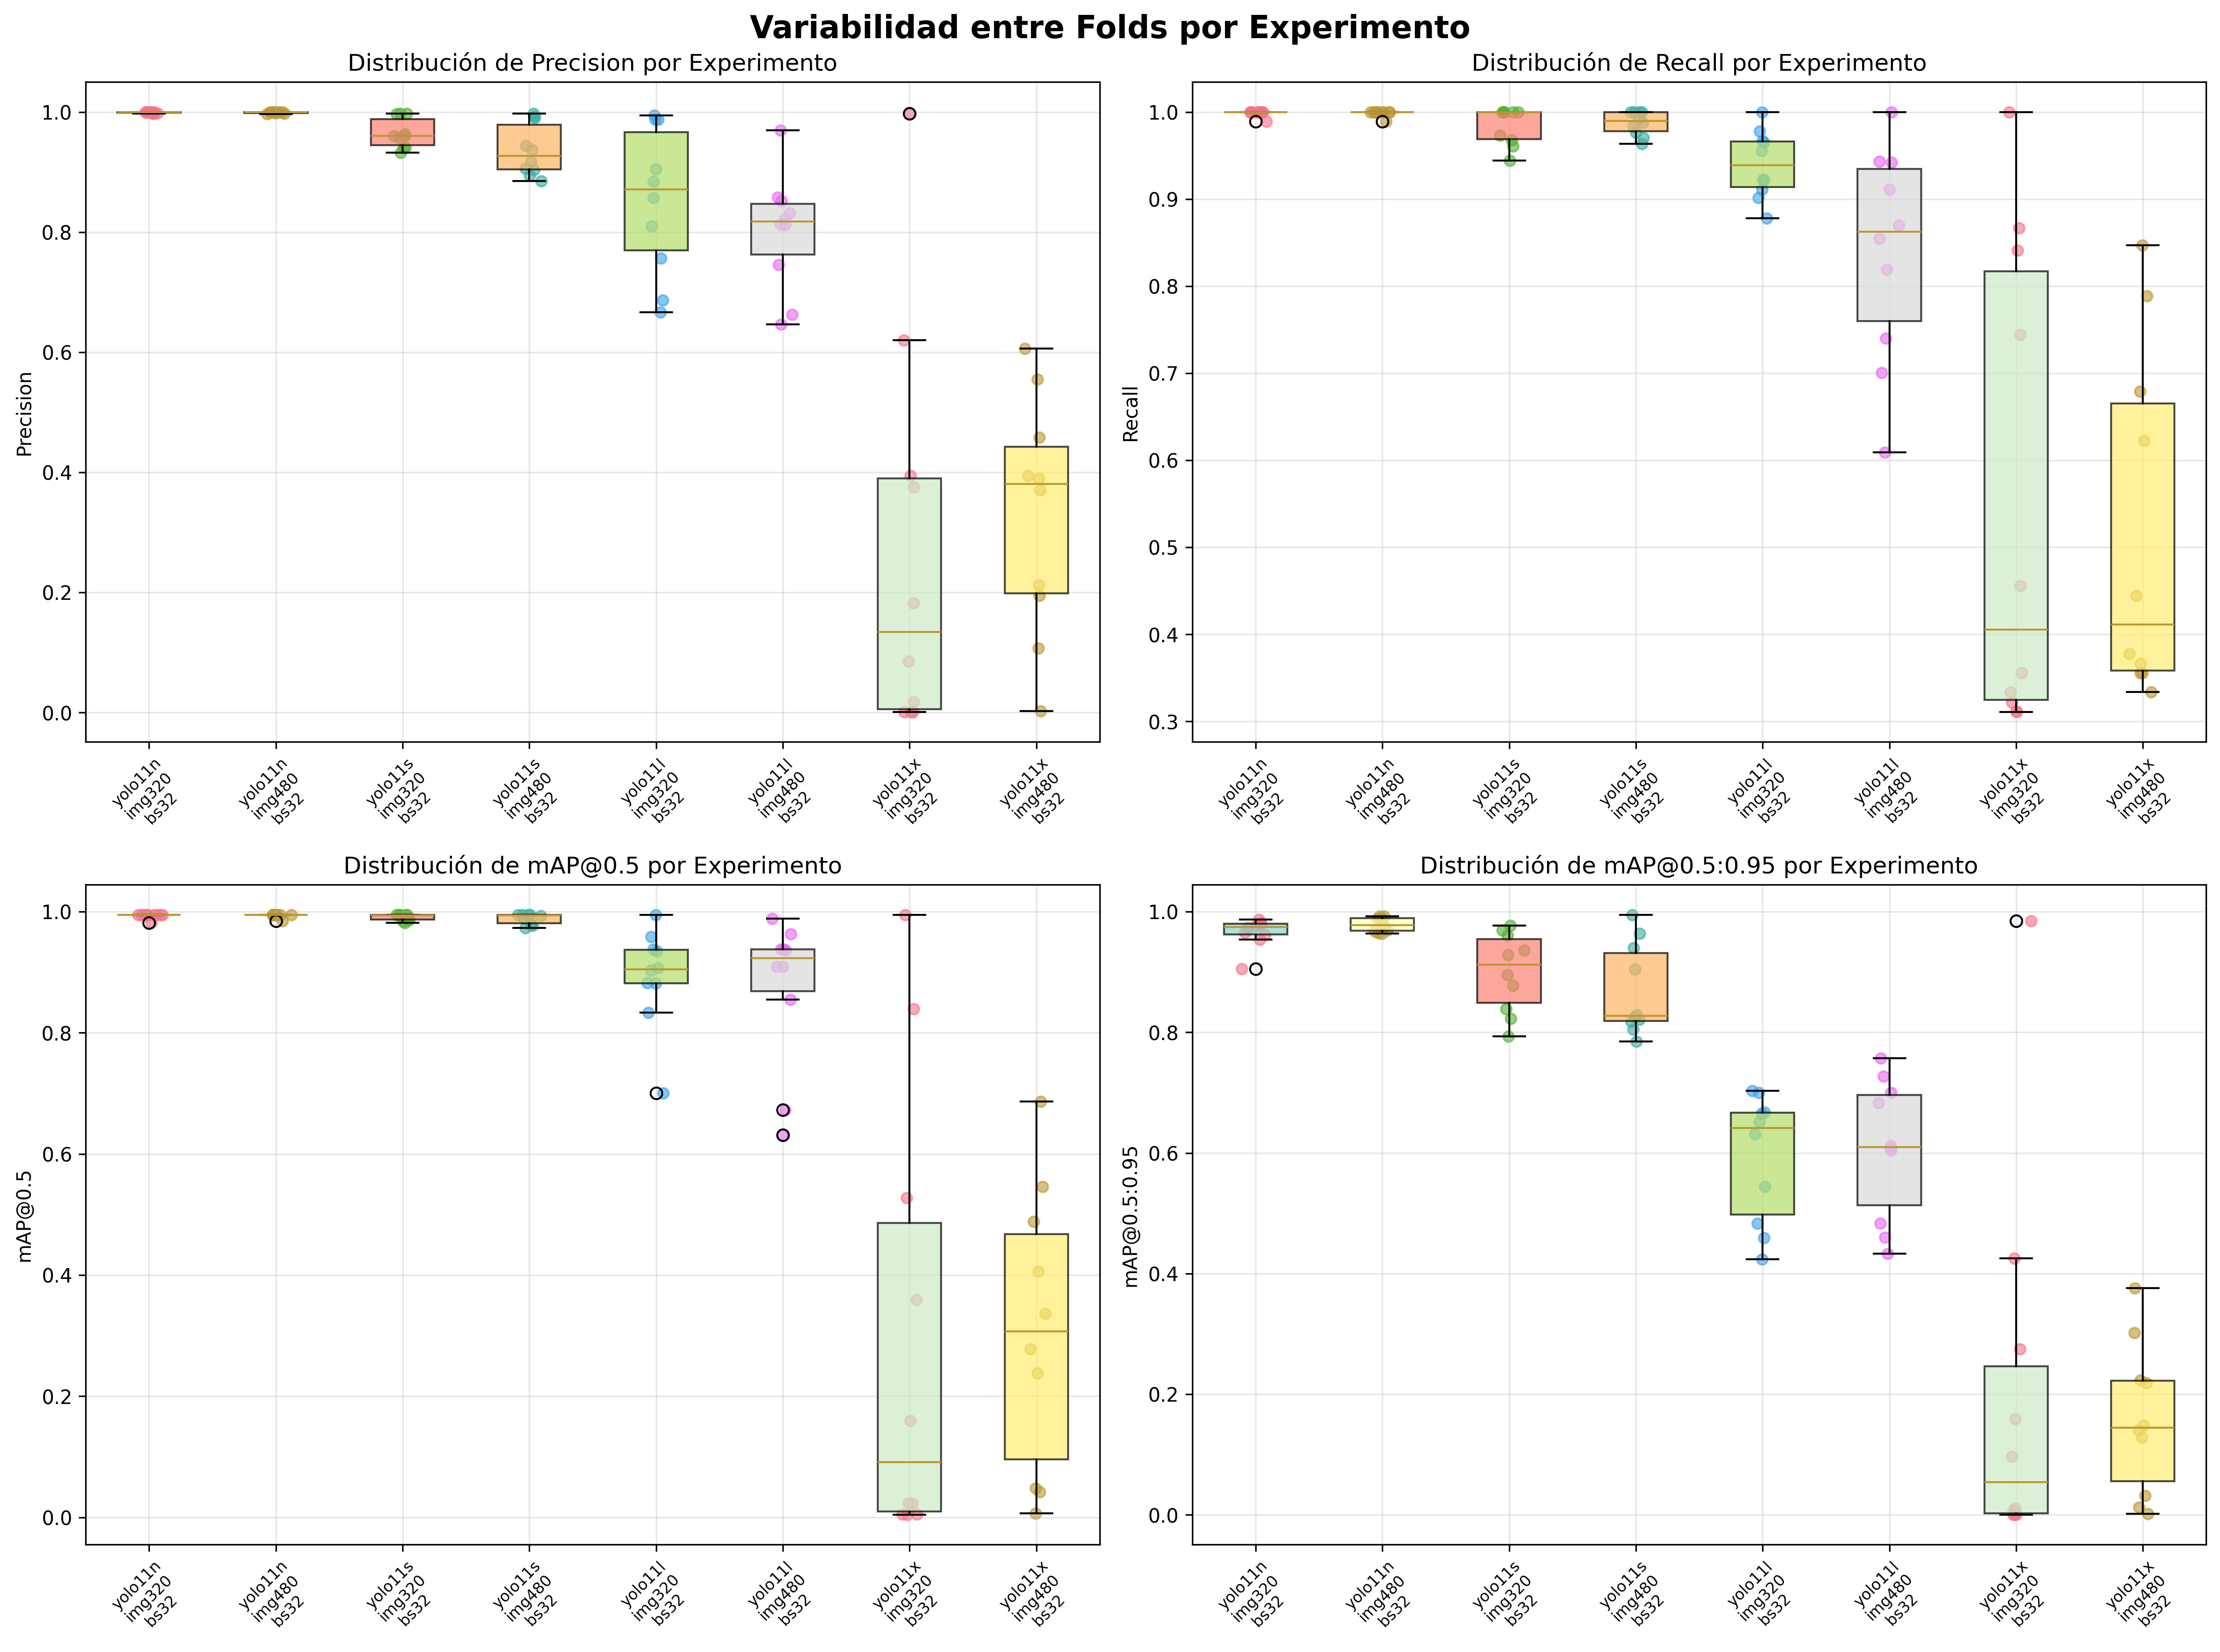 Variabilidad entre Folds por Experimento
Distribución de Precision por Experimento
Precision
1.0
0.8
0.6
0.4
0.2
0.0
yolo11n
img320
bs32
yolo11n
img480
bs32
yolo11s
img320
bs32
yolo11s
img480
bs32
yolo11l
img320
bs32
yolo11l
img480
bs32
yolo11x
img320
bs32
yolo11x
img480
bs32
Distribución de Recall por Experimento
Recall
1.0
0.9
0.8
0.7
0.6
0.5
0.4
0.3
yolo11n
img320
bs32
yolo11n
img480
bs32
yolo11s
img320
bs32
yolo11s
img480
bs32
yolo11l
img320
bs32
yolo11l
img480
bs32
yolo11x
img320
bs32
yolo11x
img480
bs32
Distribución de mAP@0.5 por Experimento
mAP@0.5
1.0
0.8
0.6
0.4
0.2
0.0
yolo11n
img320
bs32
yolo11n
img480
bs32
yolo11s
img320
bs32
yolo11s
img480
bs32
yolo11l
img320
bs32
yolo11l
img480
bs32
yolo11x
img320
bs32
yolo11x
img480
bs32
Distribución de mAP@0.5:0.95 por Experimento
mAP@0.5:0.95
1.0
0.8
0.6
0.4
0.2
0.0
yolo11n
img320
bs32
yolo11n
img480
bs32
yolo11s
img320
bs32
yolo11s
img480
bs32
yolo11l
img320
bs32
yolo11l
img480
bs32
yolo11x
img320
bs32
yolo11x
img480
bs32